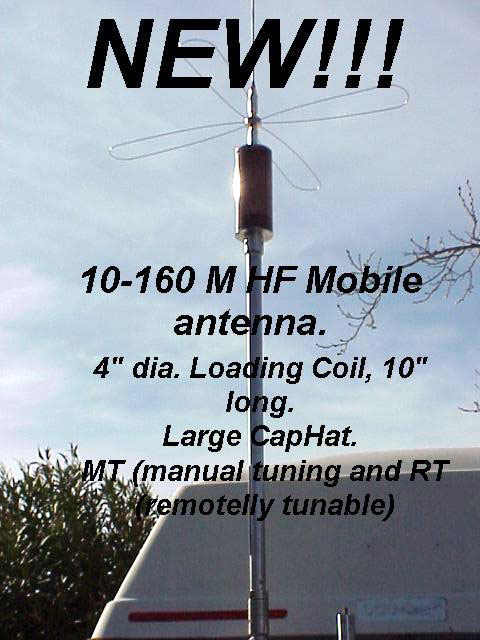 NEW!!!
10-160 M HF Mobile
antenna.
4" dia. Loading Coil, 10"
long.
Large CapHat.
MT (manual tuning and RT
(remotelly tunable)